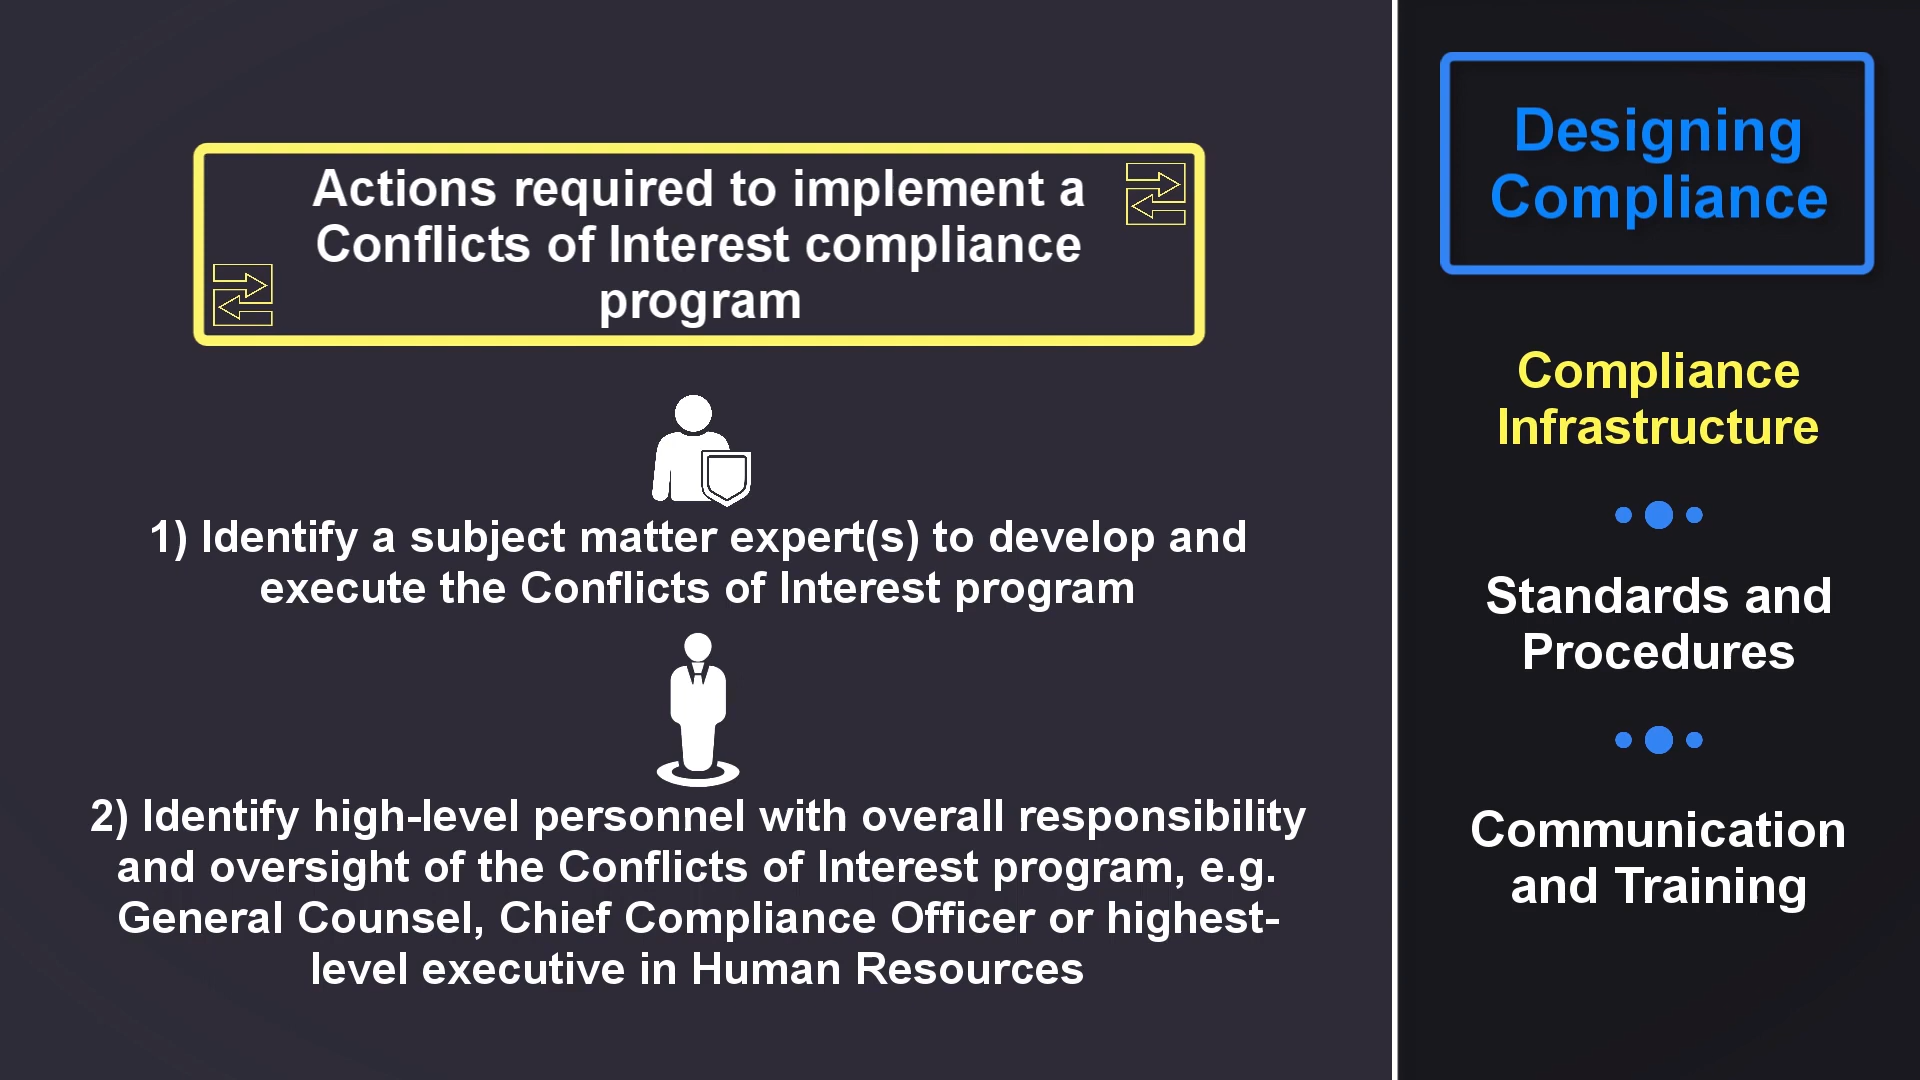 Actions required to implement a
Conflicts of Interest compliance
program
1) Identify a subject matter expert(s) to develop and
execute the Conflicts of Interest program
2) Identify high-level personnel with overall responsibility
and oversight of the Conflicts of Interest program, e.g.
General Counsel, Chief Compliance Officer or highest-
level executive in Human Resources
Designing
Compliance
Compliance
Infrastructure
Standards and
Procedures
Communication
and Training